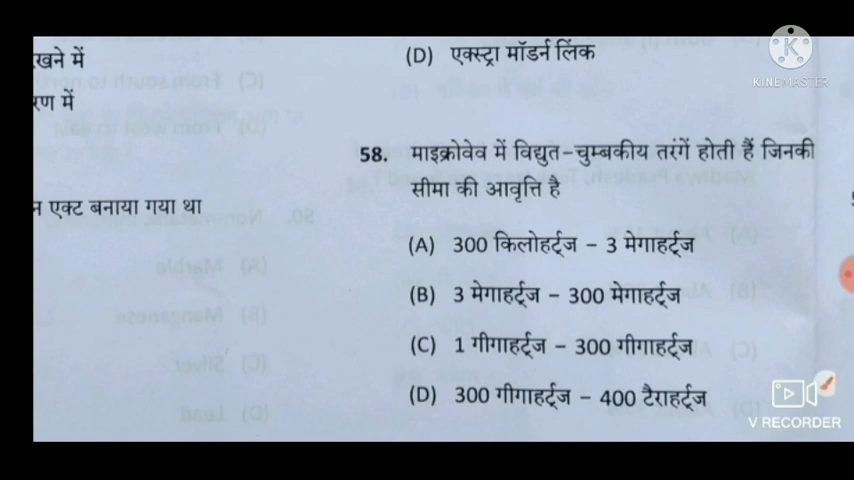 रखने में
रण में
न एक्ट बनाया गया था
(D) एक्स्ट्रा मॉडर्न लिंक
58. माइक्रोवेव में विद्युत-चुम्बकीय तरंगें होती हैं जिनकी
सीमा की आवृत्ति है
(A) 300 किलोहर्ट्ज – 3 मेगाहर्ट्ज
(B) 3 मेगाहर्ट्ज – 300 मेगाहर्ट्ज
(C) 1 गीगाहर्ट्ज – 300 गीगाहर्ट्ज
(D) 300 गीगाहर्ट्ज – 400 टैराहर्ट्ज
K
KINEMASTER
V RECORDER